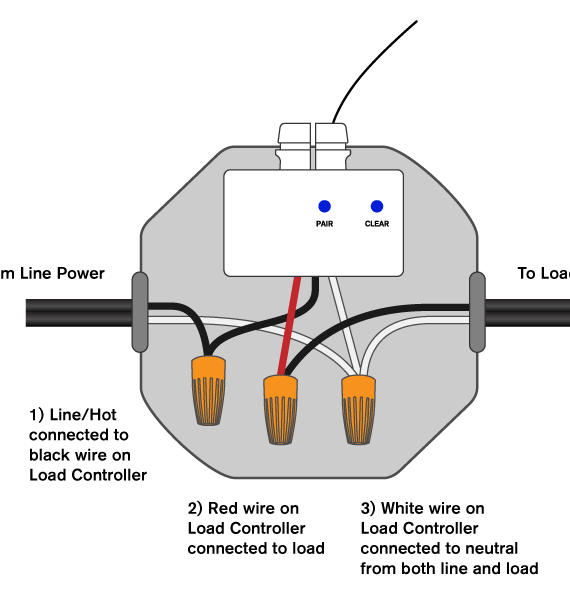 PAIR
CLEAR
m Line Power
To Load
1) Line/Hot
connected to
black wire on
Load Controller
2) Red wire on
Load Controller
connected to load
3) White wire on
Load Controller
connected to neutral
from both line and load